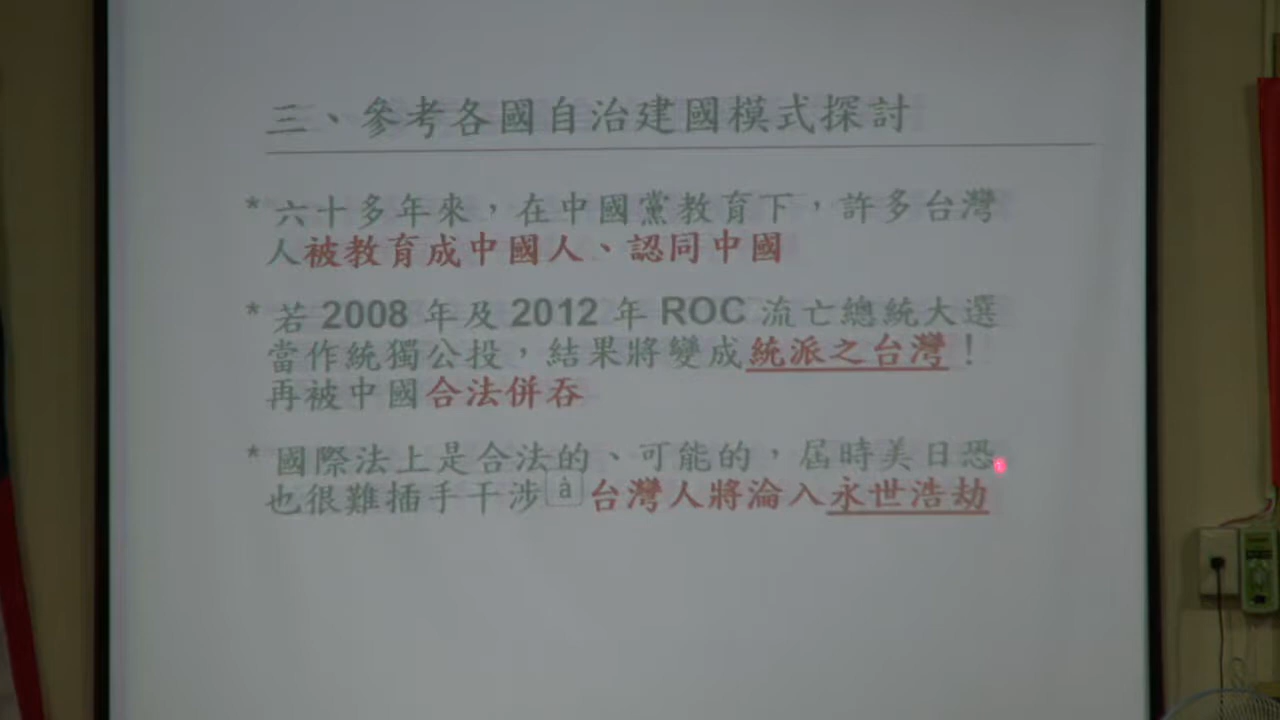 三、參考各國自治建國模式探討
* 六十多年來，在中國黨教育下，許多台灣
人被教育成中國人、認同中國
* 若 2008 年及 2012 年 ROC 流亡總統大選
當作統獨公投，結果將變成統派之台灣！
再被中國合法併吞
* 國際法上是合法的、可能的，屆時美日恐
也很難插手干涉à台灣人將淪入永世浩劫